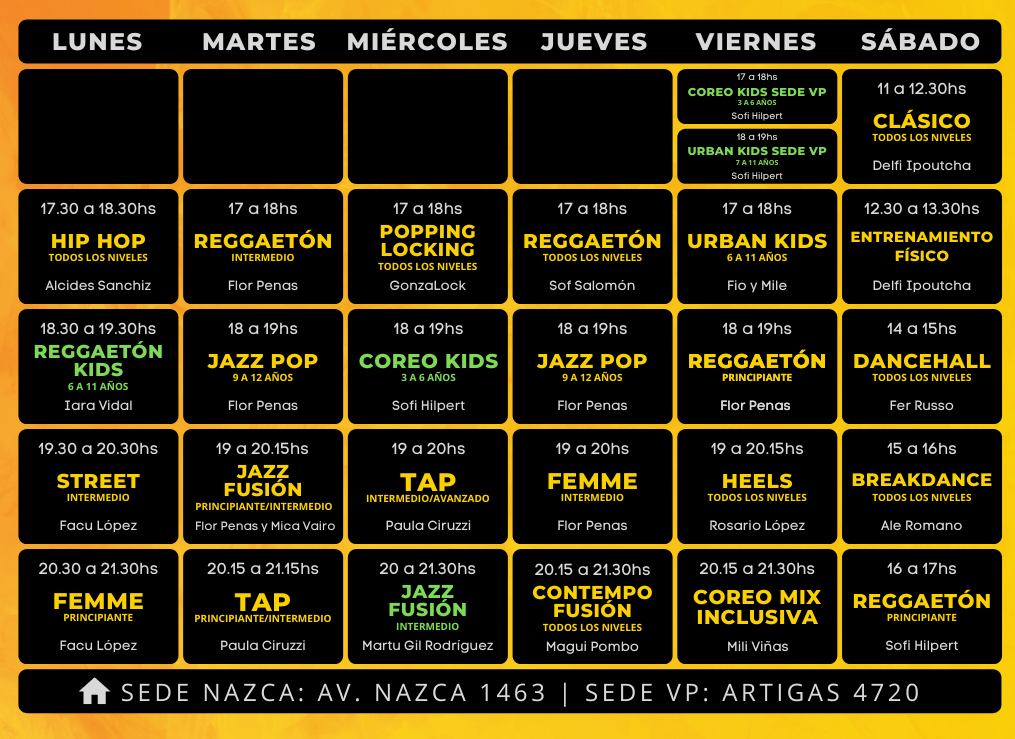 LUNES MARTES MIÉRCOLES JUEVES VIERNES SÁBADO
17 a 18hs
COREO KIDS SEDE VP
3 A 6 AÑOS
Sofi Hilpert
18 a 19hs
URBAN KIDS SEDE VP
7 A 11 AÑOS
Sofi Hilpert
11 a 12.30hs
CLÁSICO
TODOS LOS NIVELES
Delfi Ipoutcha
17.30 a 18.30hs
HIP HOP
TODOS LOS NIVELES
Alcides Sanchiz
17 a 18hs
REGGAETÓN
INTERMEDIO
Flor Penas
17 a 18hs
POPPING
LOCKING
TODOS LOS NIVELES
GonzaLock
17 a 18hs
REGGAETÓN
TODOS LOS NIVELES
Sof Salomón
17 a 18hs
URBAN KIDS
6 A 11 AÑOS
Fio y Mile
12.30 a 13.30hs
ENTRENAMIENTO
FÍSICO
Delfi Ipoutcha
18.30 a 19.30hs
REGGAETÓN
KIDS
6 A 11 AÑOS
Iara Vidal
18 a 19hs
JAZZ POP
9 A 12 AÑOS
Flor Penas
18 a 19hs
COREO KIDS
3 A 6 AÑOS
Sofi Hilpert
18 a 19hs
JAZZ POP
9 A 12 AÑOS
Flor Penas
18 a 19hs
REGGAETÓN
PRINCIPIANTE
Flor Penas
14 a 15hs
DANCEHALL
TODOS LOS NIVELES
Fer Russo
19.30 a 20.30hs
STREET
INTERMEDIO
Facu López
19 a 20.15hs
JAZZ
FUSIÓN
PRINCIPIANTE/INTERMEDIO
Flor Penas y Mica Vairo
19 a 20hs
TAP
INTERMEDIO/AVANZADO
Paula Ciruzzi
19 a 20hs
FEMME
INTERMEDIO
Flor Penas
19 a 20.15hs
HEELS
TODOS LOS NIVELES
Rosario López
15 a 16hs
BREAKDANCE
TODOS LOS NIVELES
Ale Romano
20.30 a 21.30hs
FEMME
PRINCIPIANTE
Facu López
20.15 a 21.15hs
TAP
PRINCIPIANTE/INTERMEDIO
Paula Ciruzzi
20 a 21.30hs
JAZZ
FUSIÓN
INTERMEDIO
Martu Gil Rodríguez
20.15 a 21.30hs
CONTEMPO
FUSIÓN
TODOS LOS NIVELES
Magui Pombo
20.15 a 21.30hs
COREO MIX
INCLUSIVA
Mili Viñas
16 a 17hs
REGGAETÓN
PRINCIPIANTE
Sofi Hilpert
SEDE NAZCA: AV. NAZCA 1463 | SEDE VP: ARTIGAS 4720